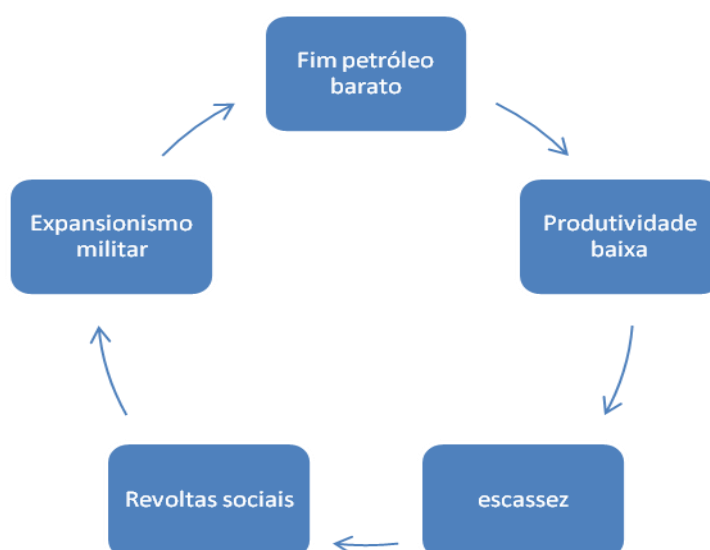 Fim petróleo
barato
Produtividade
baixa
escassez
Revoltas sociais
Expansionismo
militar